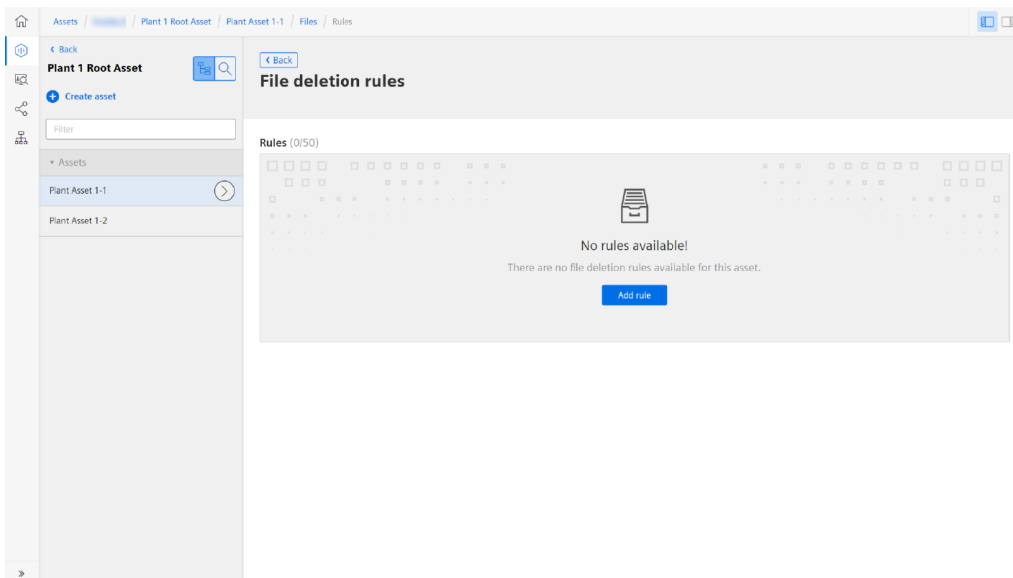 Assets / / Plant 1 Root Asset / Plant Asset 1-1 / Files / Rules
Back
Plant 1 Root Asset
Create asset
Filter
Assets
Plant Asset 1-1
Plant Asset 1-2
Back
File deletion rules
Rules (0/50)
No rules available!
There are no file deletion rules available for this asset.
Add rule